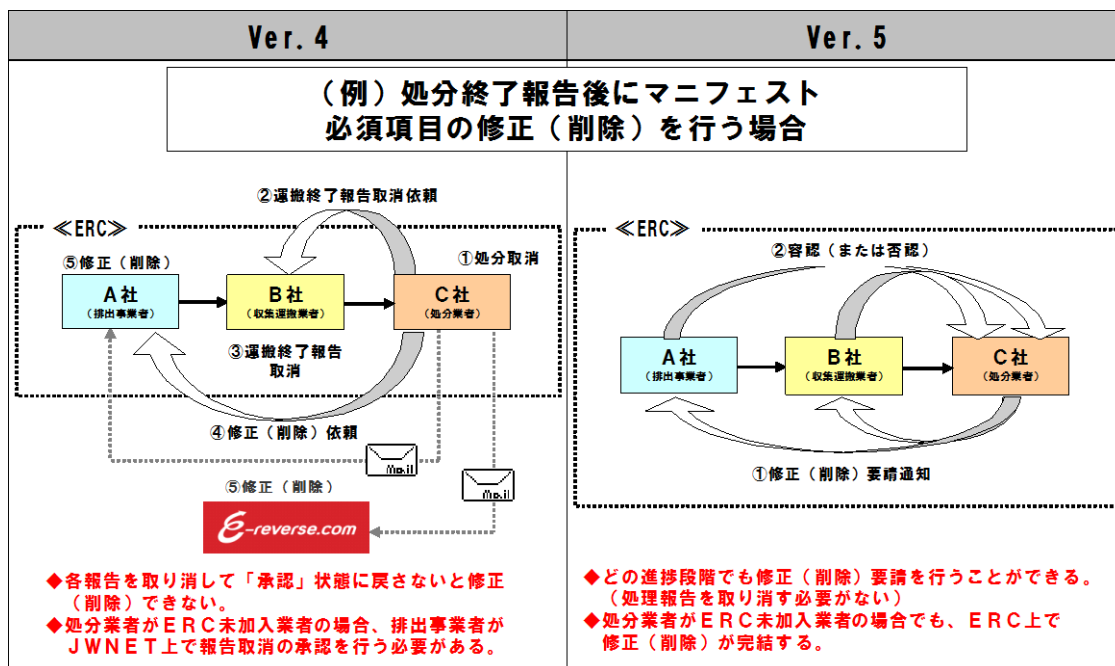 Ver.4
Ver.5
(例)処分終了報告後にマニフェスト
必須項目の修正(削除)を行う場合
②運搬終了報告取消依頼
≪ERC≫
⑤修正(削除)
①処分取消
A社
(排出事業者)
B社
(収集運搬業者)
C社
(処分業者)
③運搬終了報告
取消
④修正(削除)依頼
Mail
Mail
⑤修正(削除)
e-reverse.com
◆各報告を取り消して「承認」状態に戻さないと修正
(削除)できない。
◆処分業者がERC未加入業者の場合、排出事業者が
JWNET上で報告取消の承認を行う必要がある。
≪ERC≫
②容認(または否認)
A社
(排出事業者)
B社
(収集運搬業者)
C社
(処分業者)
①修正(削除)要請通知
◆どの進捗段階でも修正(削除)要請を行うことができる。
(処理報告を取り消す必要がない)
◆処分業者がERC未加入業者の場合でも、ERC上で
修正(削除)が完結する。